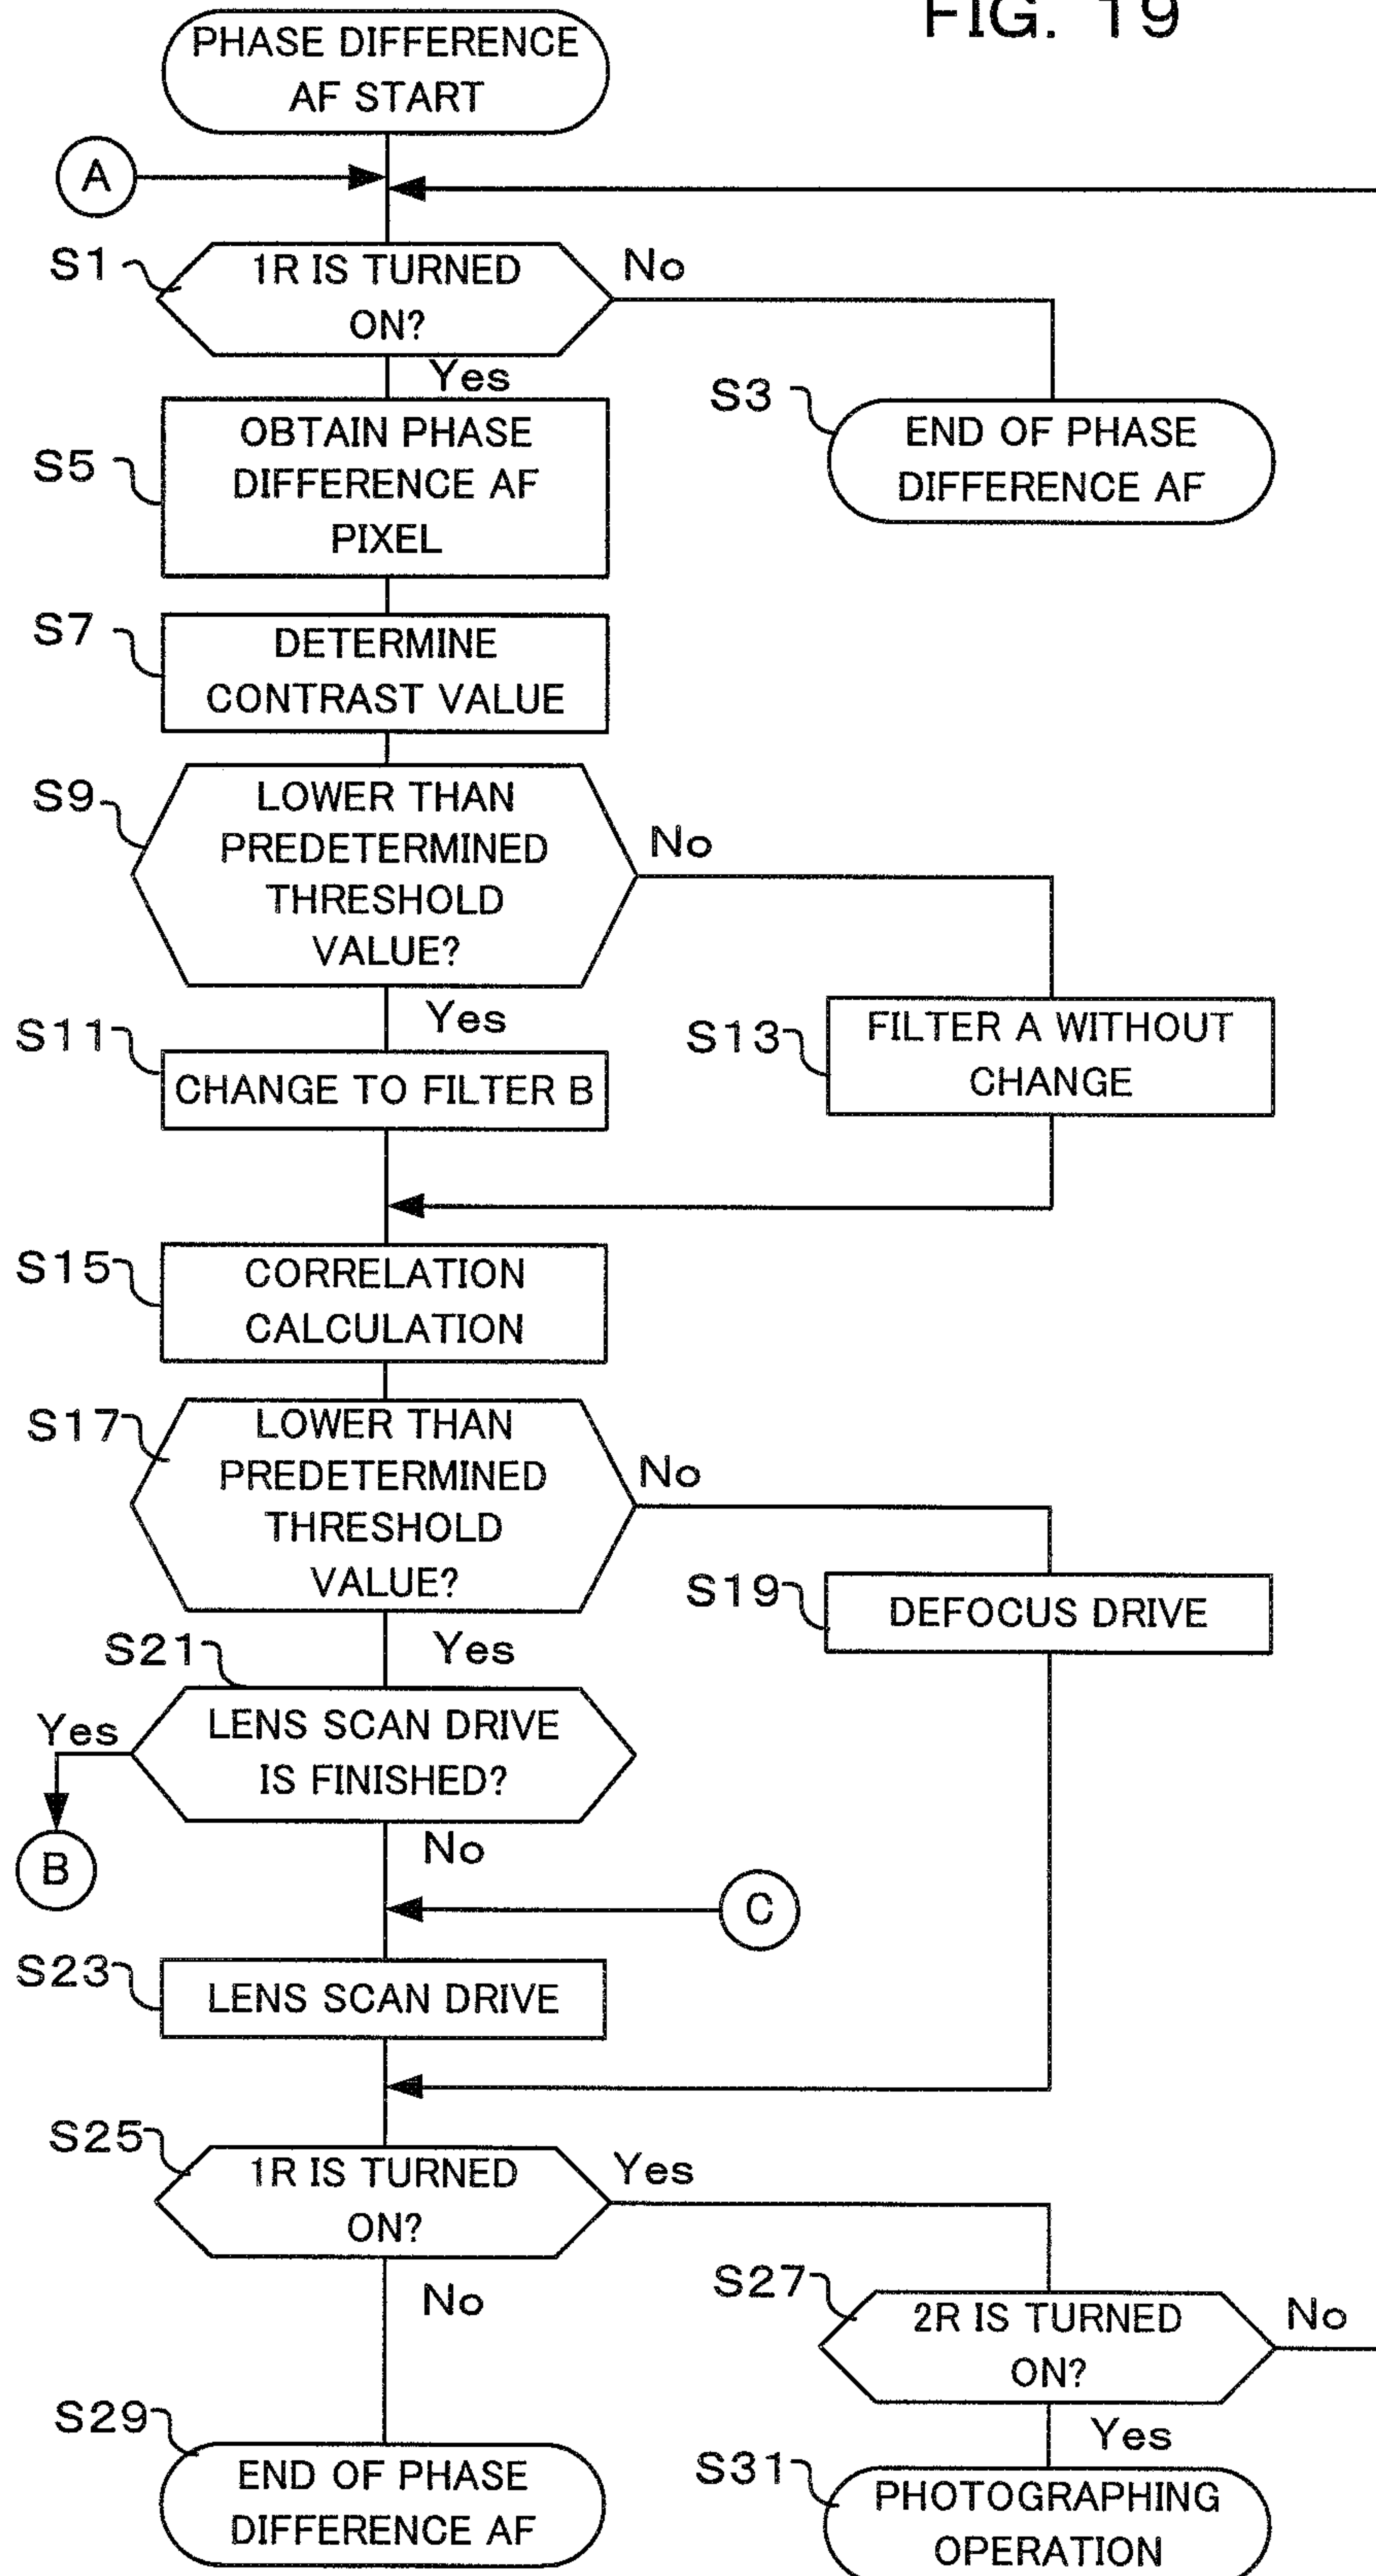 FIG. 19
PHASE DIFFERENCE
AF START
A
S1
1R IS TURNED
ON?
No
Yes
S3
END OF PHASE
DIFFERENCE AF
S5
OBTAIN PHASE
DIFFERENCE AF
PIXEL
S7
DETERMINE
CONTRAST VALUE
S9
LOWER THAN
PREDETERMINED
THRESHOLD
VALUE?
No
Yes
S11
CHANGE TO FILTER B
S13
FILTER A WITHOUT
CHANGE
S15
CORRELATION
CALCULATION
S17
LOWER THAN
PREDETERMINED
THRESHOLD
VALUE?
No
Yes
S19
DEFOCUS DRIVE
S21
LENS SCAN DRIVE
IS FINISHED?
Yes
B
No
C
S23
LENS SCAN DRIVE
S25
1R IS TURNED
ON?
Yes
No
S27
2R IS TURNED
ON?
No
Yes
S29
END OF PHASE
DIFFERENCE AF
S31
PHOTOGRAPHING
OPERATION